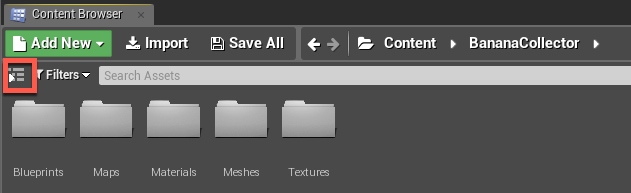 Content Browser
Add New Import Save All Content BananaCollector
Filters Search Assets
Blueprints Maps Materials Meshes Textures